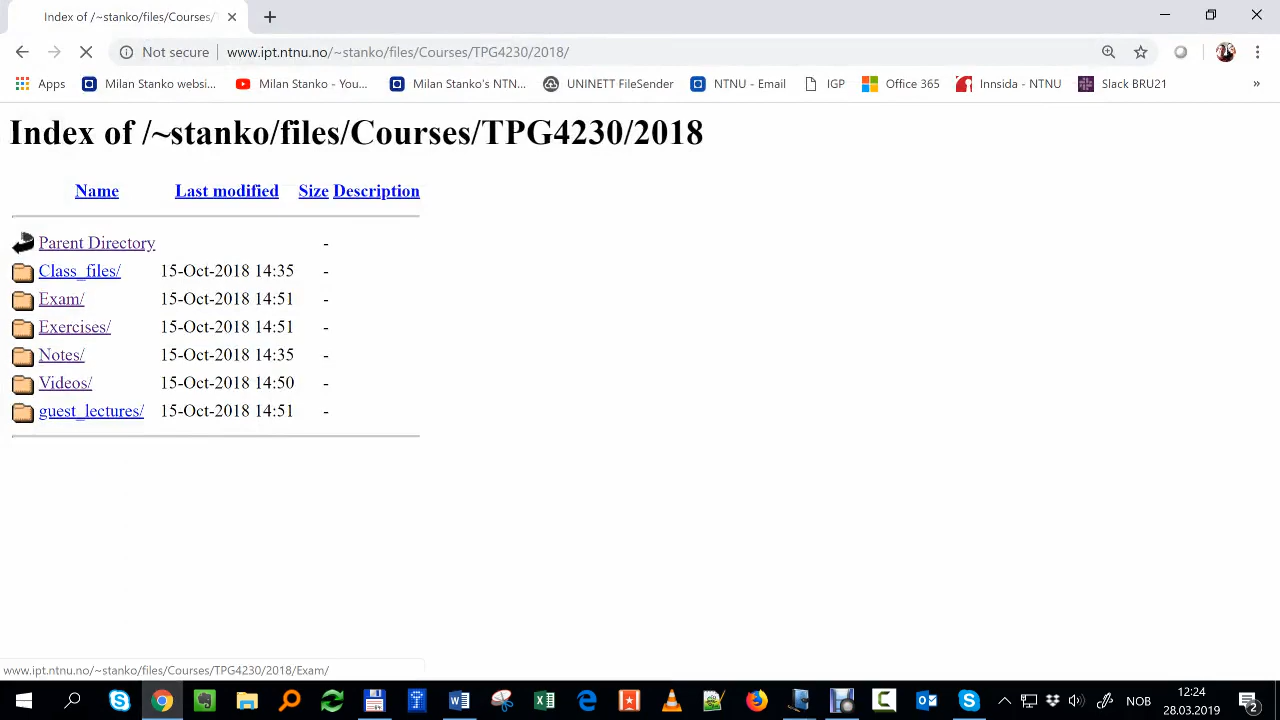 Index of /~stanko/files/Courses/T
Not secure www.ipt.ntnu.no/~stanko/files/Courses/TPG4230/2018/
Apps Milan Stanko websi... Milan Stanko - You... Milan Stanko's NTN... UNINETT FileSender NTNU - Email IGP Office 365 Innsida - NTNU Slack BRU21 »
Index of /~stanko/files/Courses/TPG4230/2018
Name Last modified Size Description
Parent Directory -
Class_files/ 15-Oct-2018 14:35 -
Exam/ 15-Oct-2018 14:51 -
Exercises/ 15-Oct-2018 14:51 -
Notes/ 15-Oct-2018 14:35 -
Videos/ 15-Oct-2018 14:50 -
guest_lectures/ 15-Oct-2018 14:51 -
www.ipt.ntnu.no/~stanko/files/Courses/TPG4230/2018/Exam/
NOB 12:24
28.03.2019 2